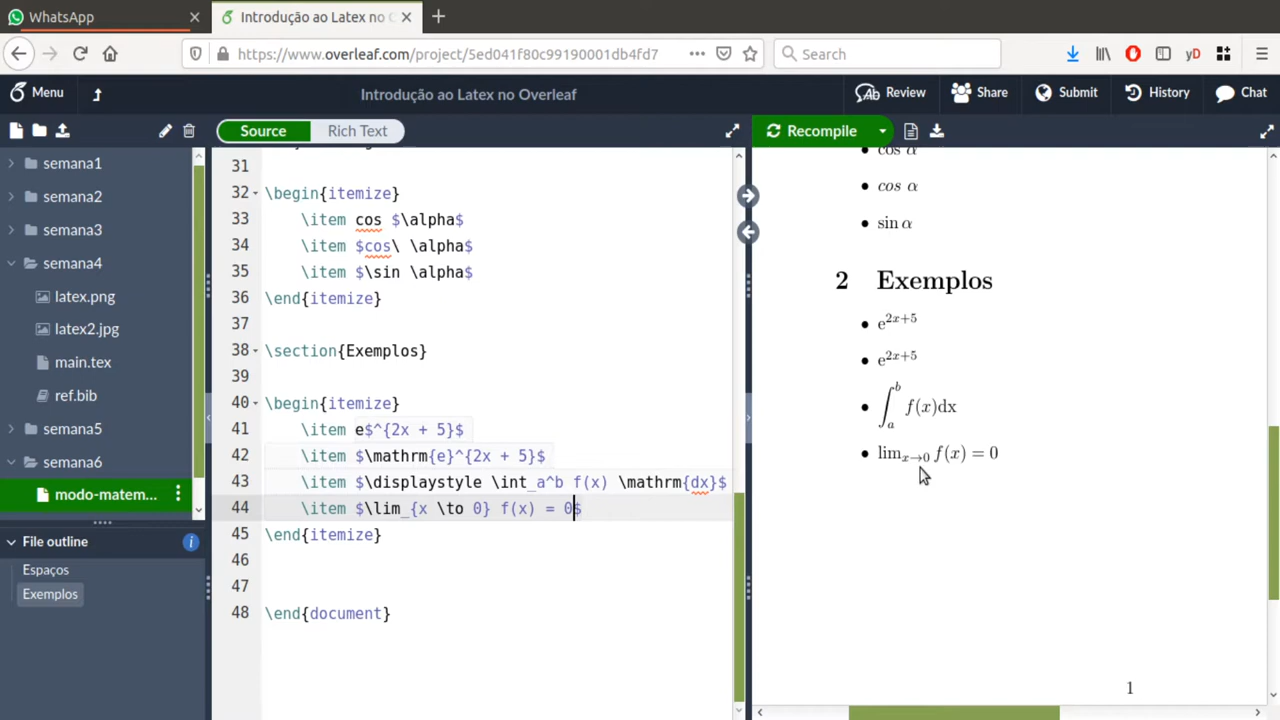 WhatsApp
Introdução ao Latex no O
https://www.overleaf.com/project/5ed041f80c99190001db4fd7
Search
Menu
Introdução ao Latex no Overleaf
Review
Share
Submit
History
Chat
Source
Rich Text
Recompile
semana1
semana2
semana3
semana4
latex.png
latex2.jpg
main.tex
ref.bib
semana5
semana6
modo-matem...
File outline
Espaços
Exemplos
31
32 \begin{itemize}
33 \item cos $\alpha$
34 \item $cos\ \alpha$
35 \item $\sin \alpha$
36 \end{itemize}
37
38 \section{Exemplos}
39
40 \begin{itemize}
41 \item e$^{2x + 5}$
42 \item $\mathrm{e}^{2x + 5}$
43 \item $\displaystyle \int_a^b f(x) \mathrm{dx}$
44 \item $\lim_{x \to 0} f(x) = 0$
45 \end{itemize}
46
47
48 \end{document}
• cos α
• cos α
• sin α
2 Exemplos
• e^{2x+5}
• e^{2x+5}
• ∫_a^b f(x)dx
• lim_{x→0} f(x) = 0
1